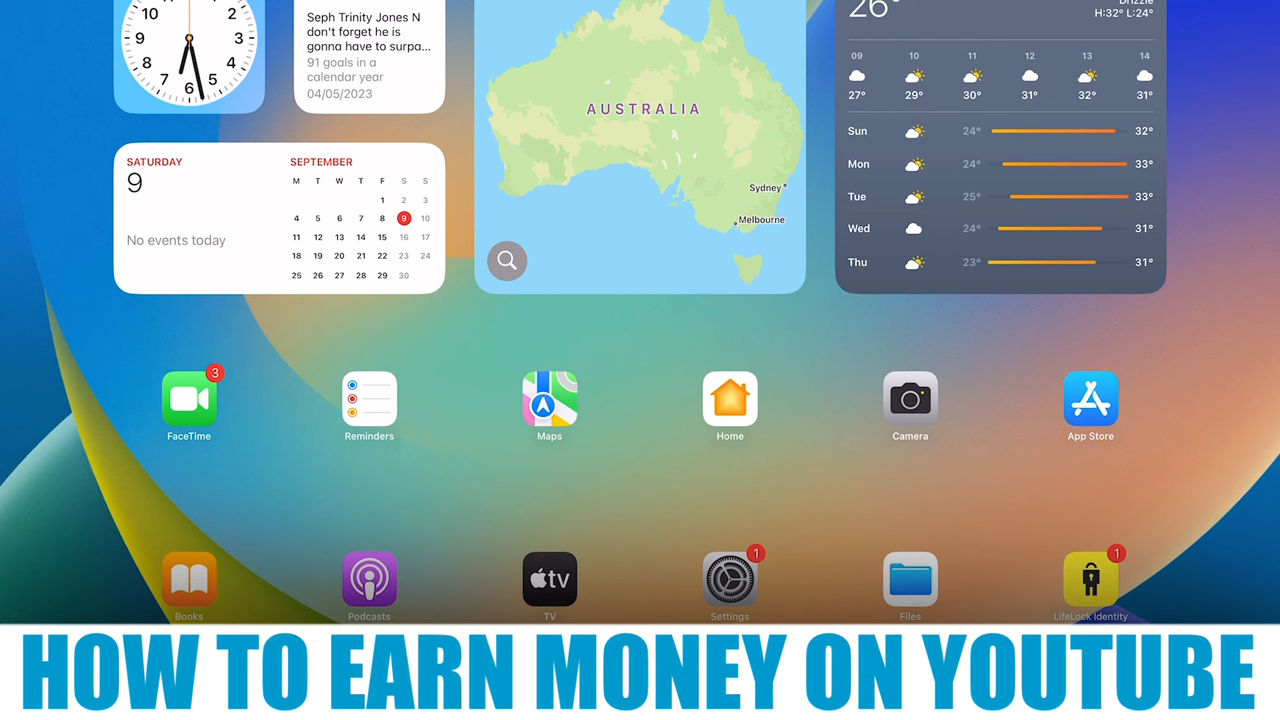 10 2
9 3
8 4
7 5
6
Seph Trinity Jones N
don't forget he is
gonna have to surpa...
91 goals in a
calendar year
04/05/2023
AUSTRALIA
Sydney
Melbourne
26°
Drizzle
H:32° L:24°
09 10 11 12 13 14
27° 29° 30° 31° 32° 31°
Sun 24° 32°
Mon 24° 33°
Tue 25° 33°
Wed 24° 31°
Thu 23° 31°
SATURDAY
9
No events today
SEPTEMBER
M T W T F S S
1 2 3
4 5 6 7 8 9 10
11 12 13 14 15 16 17
18 19 20 21 22 23 24
25 26 27 28 29 30
3
FaceTime
Reminders
Maps
Home
Camera
App Store
tv
1
1
Books
Podcasts
TV
Settings
Files
LifeLock Identity
HOW TO EARN MONEY ON YOUTUBE